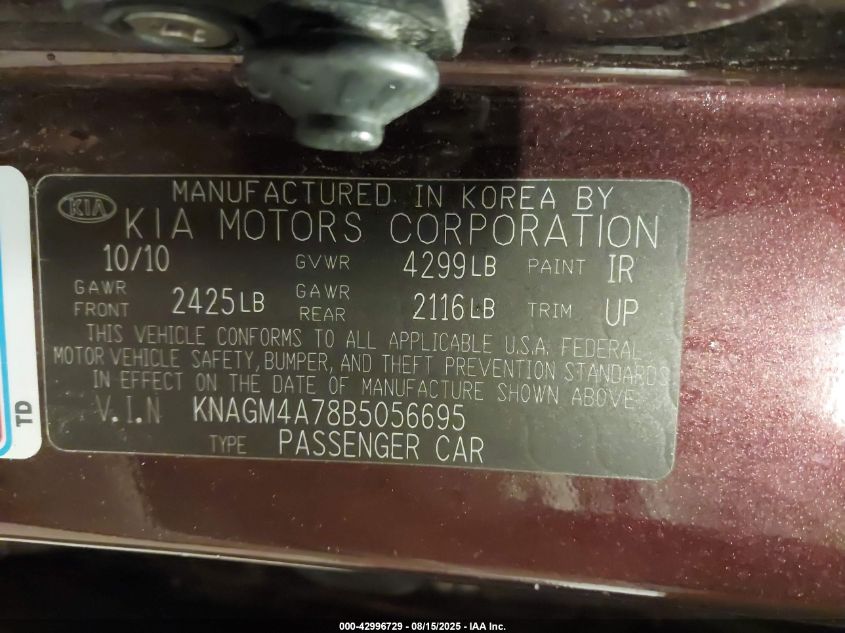 MANUFACTURED IN KOREA BY
KIA KIA MOTORS CORPORATION
10/10 GVWR 4299LB PAINT IR
GAWR FRONT 2425LB GAWR REAR 2116LB TRIM UP
THIS VEHICLE CONFORMS TO ALL APPLICABLE U.S.A. FEDERAL
MOTOR VEHICLE SAFETY, BUMPER, AND THEFT PREVENTION STANDARDS
IN EFFECT ON THE DATE OF MANUFACTURE SHOWN ABOVE
V.I.N KNAGM4A78B5056695
TYPE PASSENGER CAR
TD
000-42996729 - 08/15/2025 - IAA Inc.